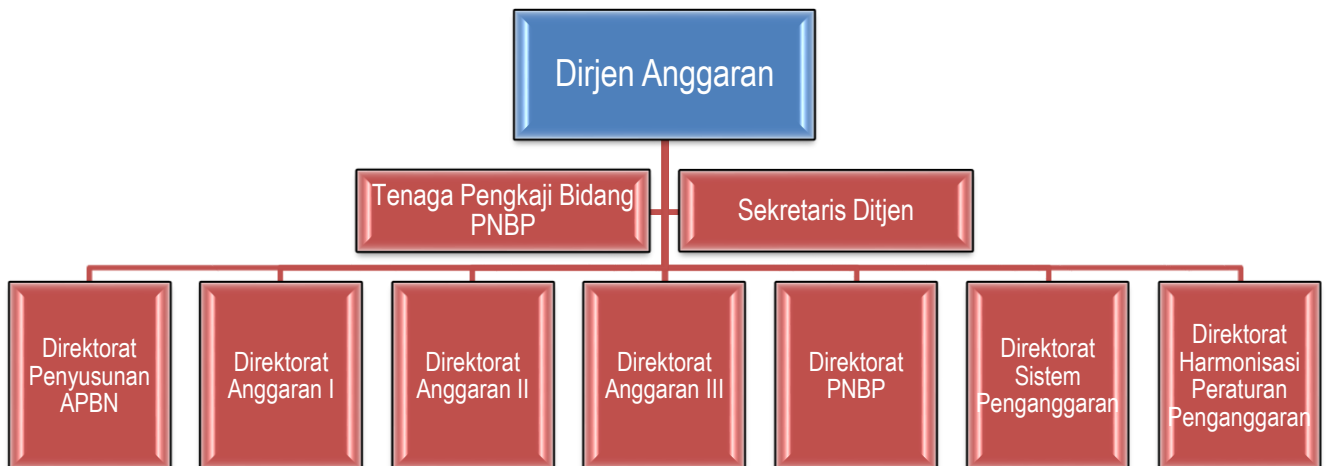 Dirjen Anggaran
Tenaga Pengkaji Bidang
PNBP
Sekretaris Ditjen
Direktorat
Penyusunan
APBN
Direktorat
Anggaran I
Direktorat
Anggaran II
Direktorat
Anggaran III
Direktorat
PNBP
Direktorat
Sistem
Penganggaran
Direktorat
Harmonisasi
Peraturan
Penganggaran